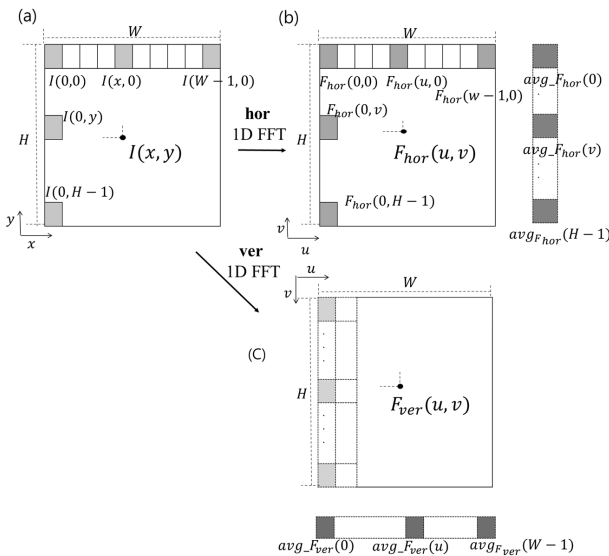 (a)
W
I(0,0) I(x,0) I(W−1,0)
I(0,y)
H
I(x,y)
I(0,H−1)
y
x
hor
1D FFT
(b)
W
F_hor(0,0) F_hor(u,0)
F_hor(w−1,0)
F_hor(0,v)
H
F_hor(u,v)
F_hor(0,H−1)
v
u
avg_F_hor(0)
avg_F_hor(v)
avg_F_hor(H−1)
ver
1D FFT
u
v
W
(C)
H
F_ver(u,v)
avg_F_ver(0) avg_F_ver(u) avg_F_ver(W−1)